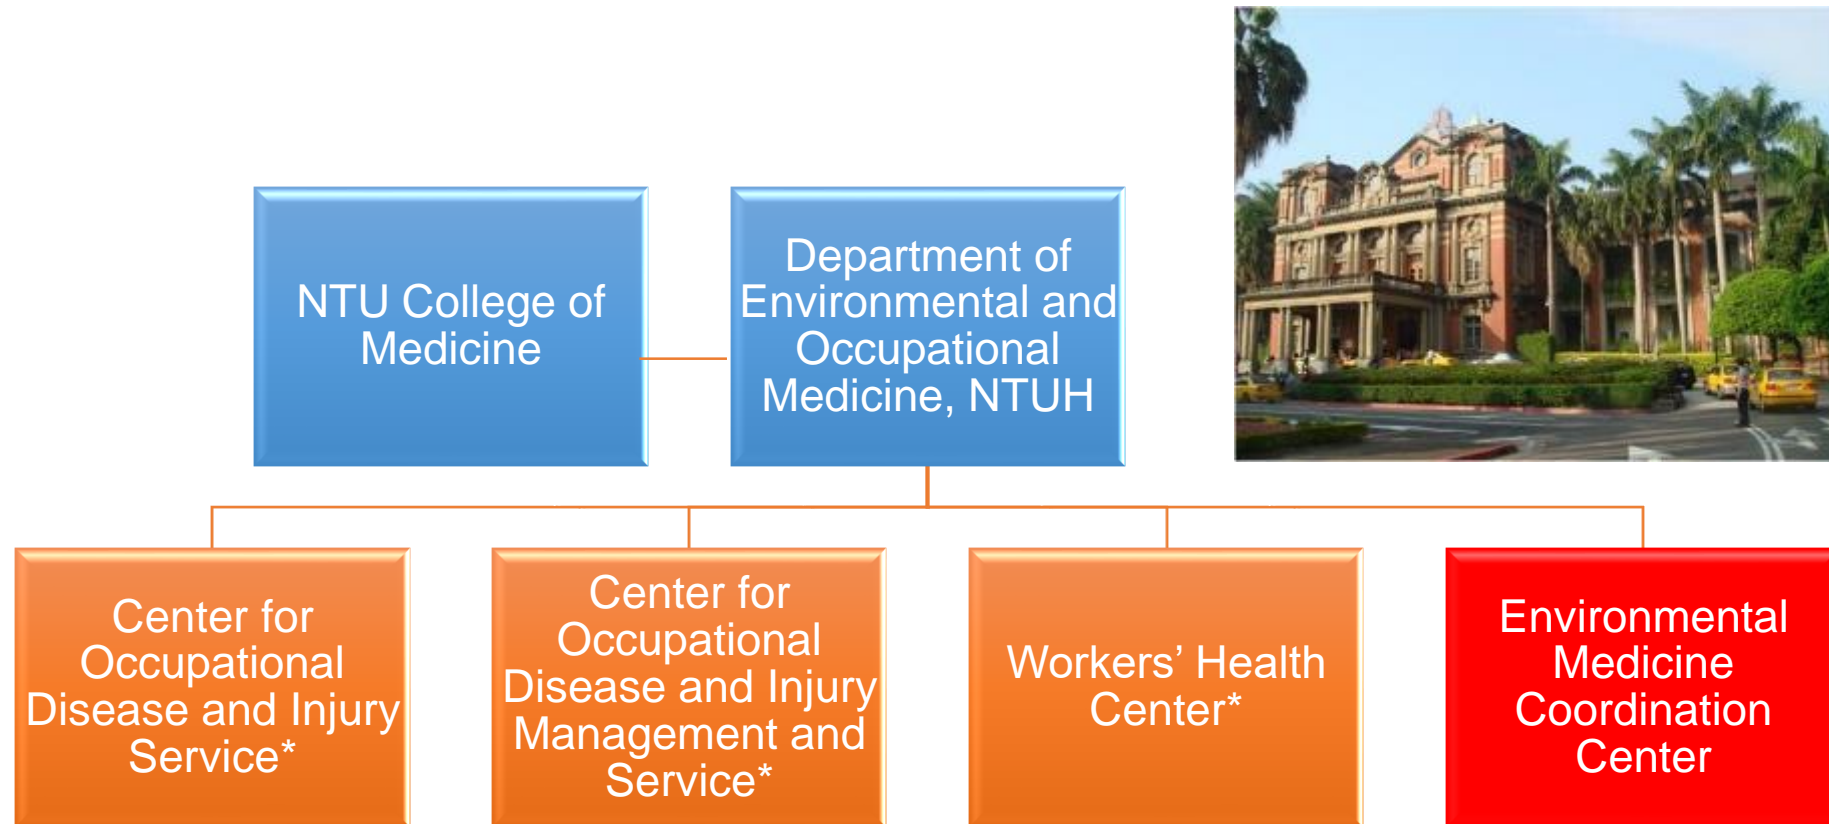 NTU College of
Medicine
Department of
Environmental and
Occupational
Medicine, NTUH
Center for
Occupational
Disease and Injury
Service*
Center for
Occupational
Disease and Injury
Management and
Service*
Workers’ Health
Center*
Environmental
Medicine
Coordination
Center